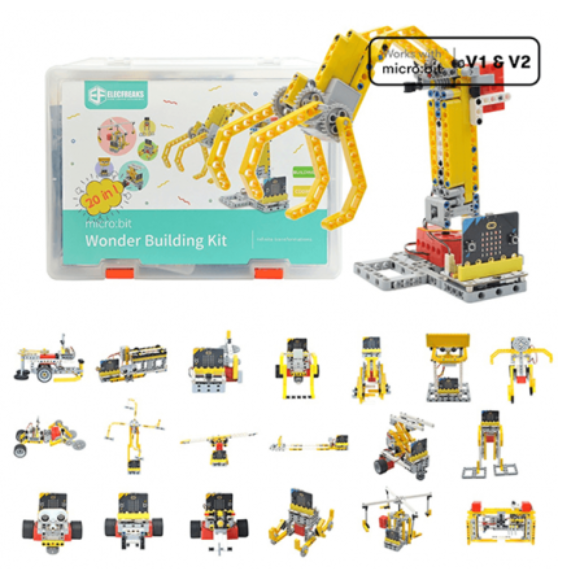 Works with
micro:bit
V1 & V2
ELECFREAKS
20 in 1
micro:bit
Wonder Building Kit